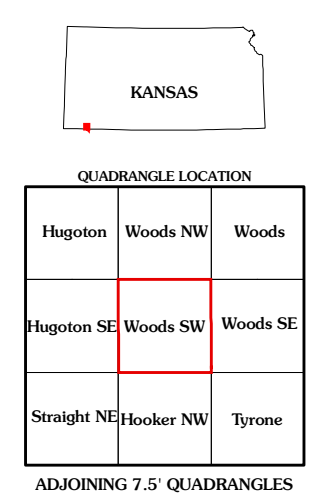 KANSAS
QUADRANGLE LOCATION
Hugoton Woods NW Woods
Hugoton SE Woods SW Woods SE
Straight NE Hooker NW Tyrone
ADJOINING 7.5' QUADRANGLES